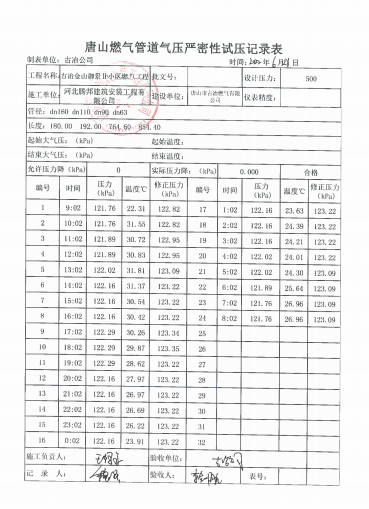 唐山燃气管道气压严密性试压记录表
制表单位：古冶公司 时间：
工程名称 古冶金山御景北小区燃气工程 批文号： 设计压力： 500
施工单位： 河北腾邦建筑安装工程有限公司 建设单位： 唐山市古冶燃气有限公司 仪表精度：
管径：dn160 dn110 dn90 dn63
长度：180.00 192.00 764.60 851.40
起始大气压：（kPa） 起始温度：
结束大气压：（kPa） 结束温度：
允许压力降（kPa） 0 实际压力降：（kPa） 0.000 合格
编号 时间 压力（kPa） 温度℃ 修正压力（kPa） 编号 时间 压力（kPa） 温度℃ 修正压力（kPa）
1 9:02 121.76 22.31 122.82 17 1:02 122.16 23.63 123.22
2 10:02 121.76 31.55 122.82 18 2:02 122.16 24.39 123.22
3 11:02 121.89 30.72 122.95 19 3:02 122.16 24.21 123.22
4 12:02 121.89 30.83 122.95 20 4:02 122.02 24.01 123.22
5 13:02 122.02 31.81 123.09 21 5:02 122.02 24.30 123.09
6 14:02 122.16 31.37 123.22 22 6:02 121.89 25.64 123.09
7 15:02 122.16 30.54 123.22 23 7:02 121.76 26.96 123.09
8 16:02 122.16 30.42 123.22 24 8:02 121.76 26.96 123.09
9 17:02 122.29 30.26 123.34 25
10 18:02 122.29 29.87 123.35 26
11 19:02 122.29 28.62 123.22 27
12 20:02 122.16 27.97 123.22 28
13 21:02 122.16 26.97 123.22 29
14 22:02 122.16 26.69 123.22 30
15 23:02 122.16 26.22 123.22 31
16 0:02 122.16 23.91 123.22 32
施工负责人： 验收单位：
记录人： 验收人： 表号：